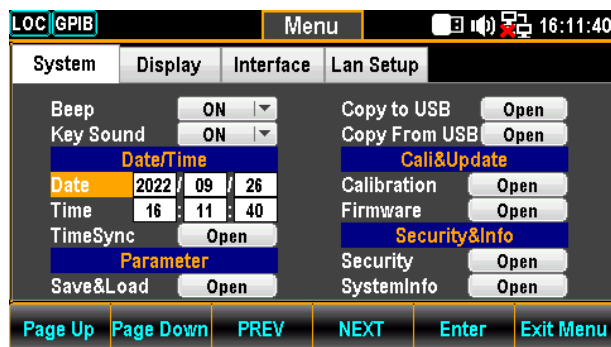 LOC GPIB Menu 16:11:40
System Display Interface Lan Setup
Beep ON
Key Sound ON
Date/Time
Date 2022 / 09 / 26
Time 16 : 11 : 40
TimeSync Open
Parameter
Save&Load Open
Copy to USB Open
Copy From USB Open
Cali&Update
Calibration Open
Firmware Open
Security&Info
Security Open
SystemInfo Open
Page Up Page Down PREV NEXT Enter Exit Menu